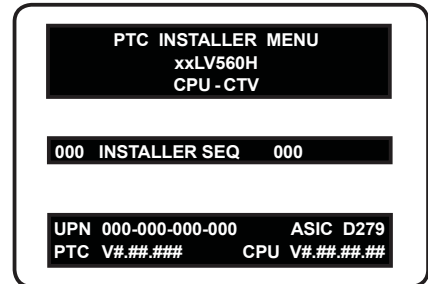 PTC INSTALLER MENU
xxLV560H
CPU - CTV
000 INSTALLER SEQ 000
UPN 000-000-000-000 ASIC D279
PTC V#.##.### CPU V#.##.##.##